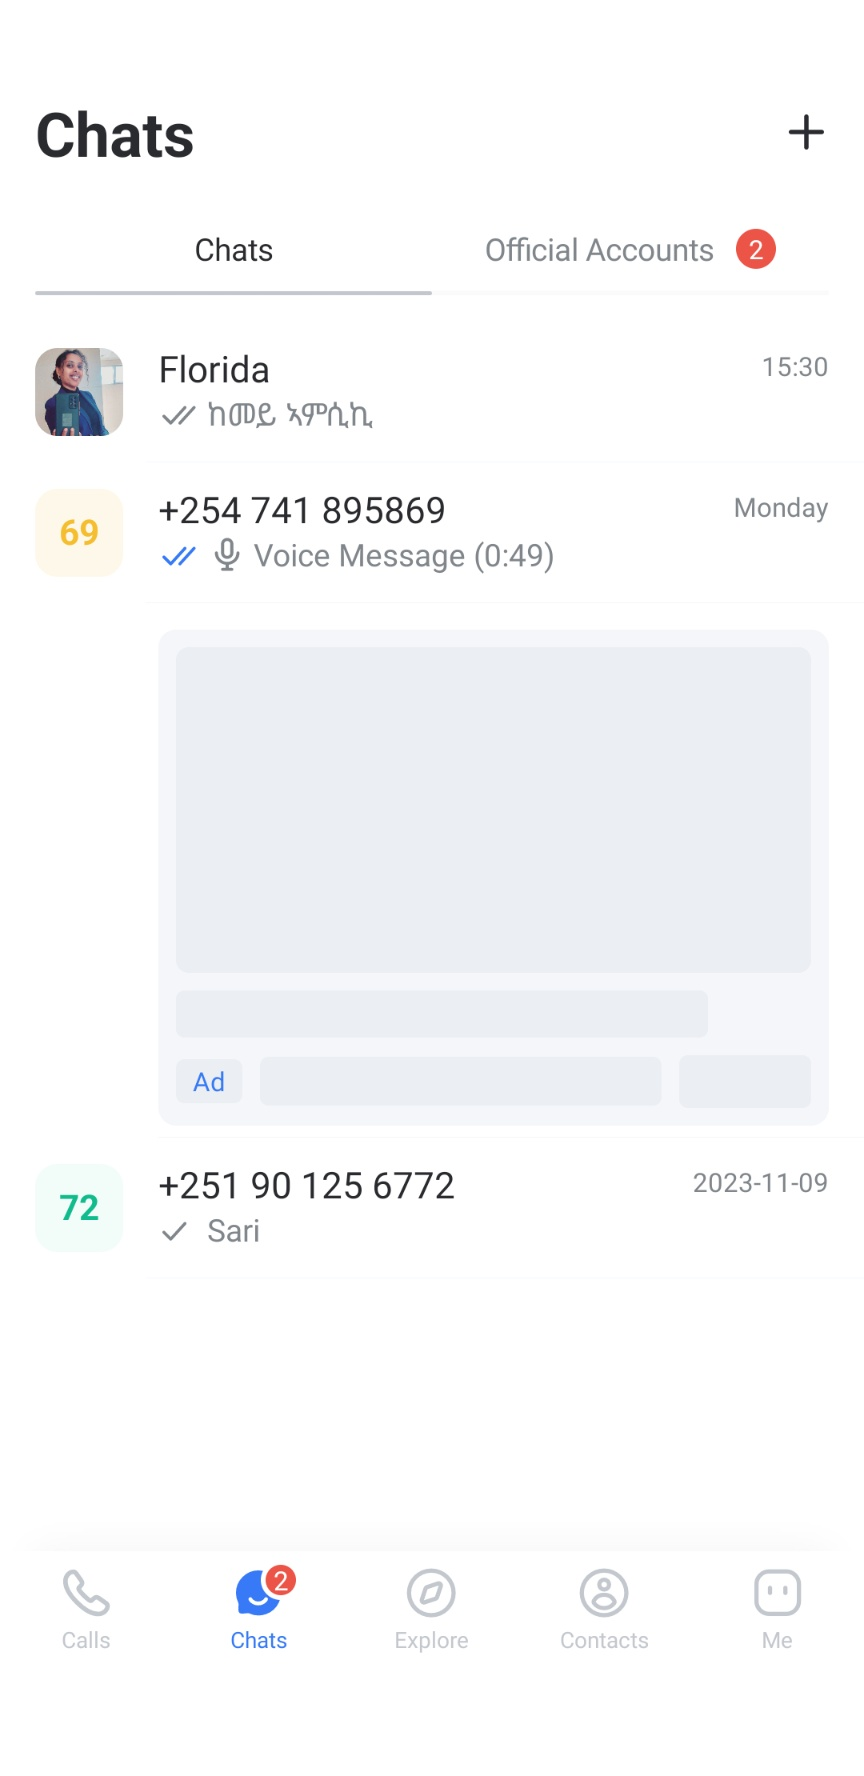 Chats
Chats
Official Accounts 2
Florida
15:30
ከመይ ኣምሲኪ
69
+254 741 895869
Monday
Voice Message (0:49)
Ad
72
+251 90 125 6772
2023-11-09
Sari
2
Calls
Chats
Explore
Contacts
Me